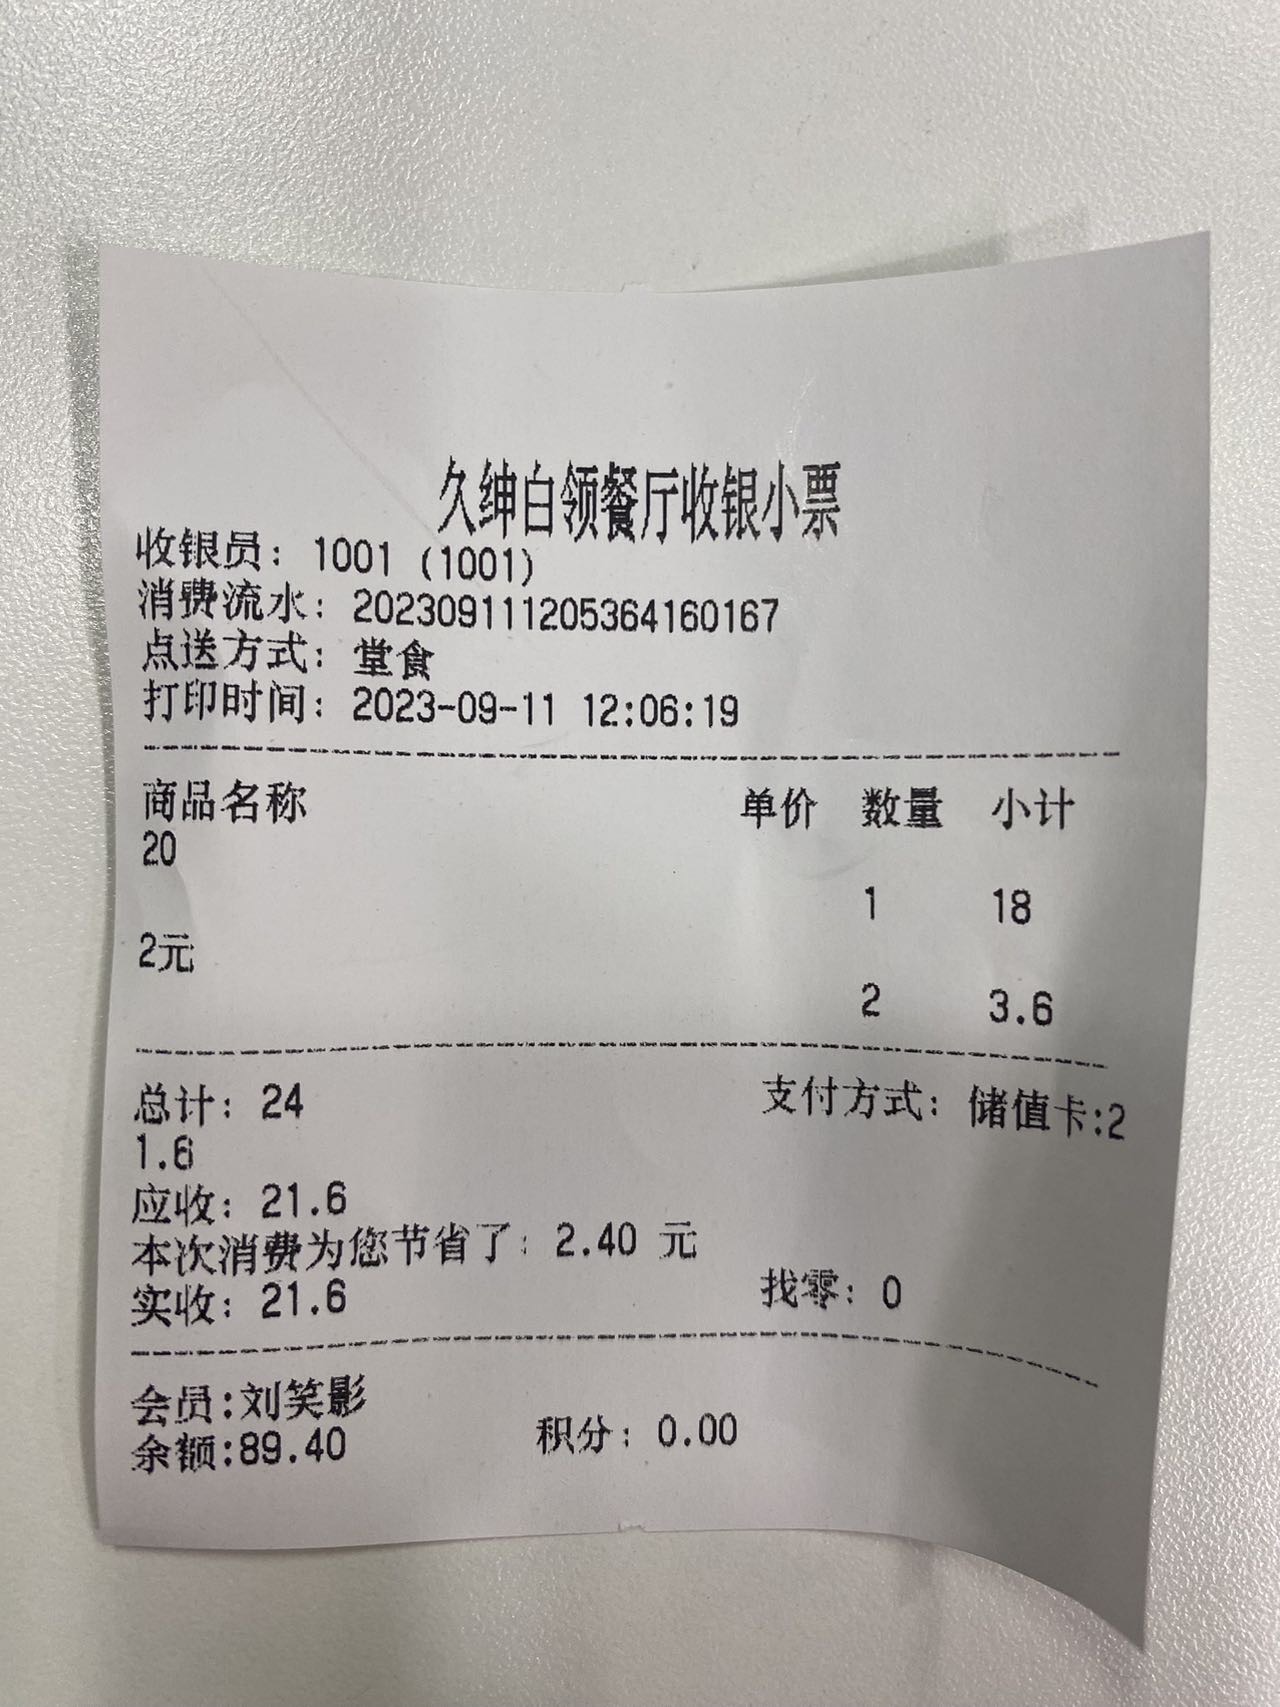 久绅白领餐厅收银小票
收银员：1001（1001）
消费流水：202309111205364160167
点送方式：堂食
打印时间：2023-09-11 12:06:19
商品名称 单价 数量 小计
20
1 18
2元
2 3.6
总计：24 支付方式：储值卡:2
1.6
应收：21.6
本次消费为您节省了：2.40 元
实收：21.6 找零：0
会员:刘笑影
余额:89.40 积分：0.00